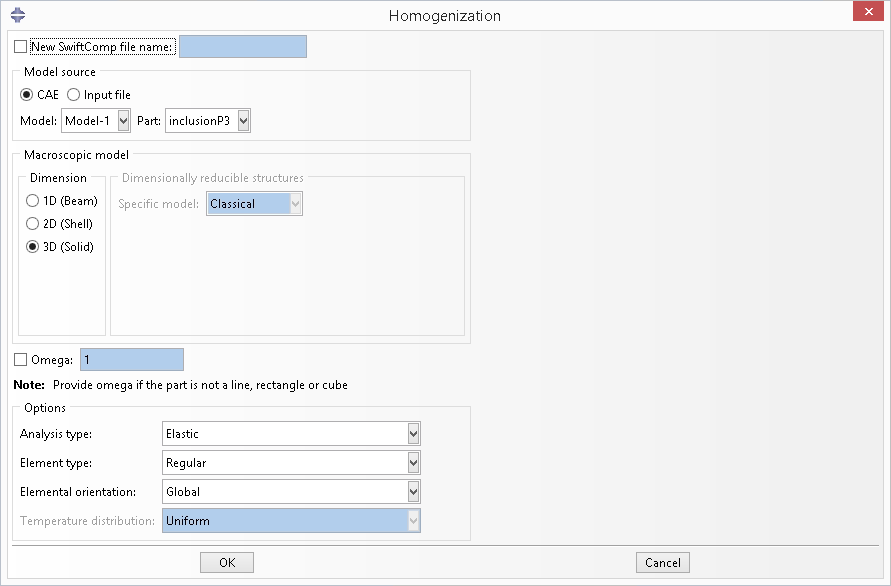 Homogenization
New SwiftComp file name:
Model source
CAE Input file
Model: Model-1 Part: inclusionP3
Macroscopic model
Dimension
1D (Beam)
2D (Shell)
3D (Solid)
Dimensionally reducible structures
Specific model: Classical
Omega: 1
Note: Provide omega if the part is not a line, rectangle or cube
Options
Analysis type: Elastic
Element type: Regular
Elemental orientation: Global
Temperature distribution: Uniform
OK Cancel